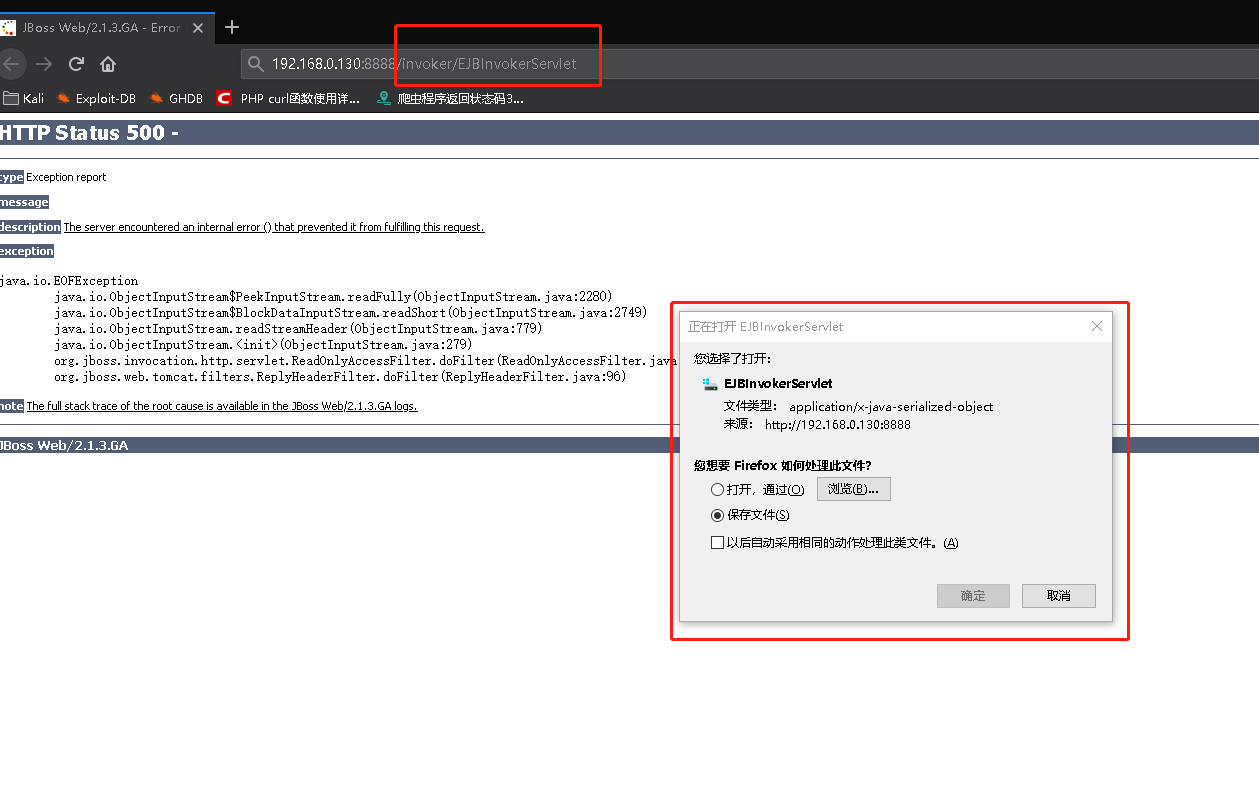 JBoss Web/2.1.3.GA - Error
192.168.0.130:8888/invoker/EJBInvokerServlet
Kali Exploit-DB GHDB PHP curl函数使用详... 爬虫程序返回状态码3...
HTTP Status 500 -
type Exception report
message
description The server encountered an internal error () that prevented it from fulfilling this request.
exception
java.io.EOFException
java.io.ObjectInputStream$PeekInputStream.readFully(ObjectInputStream.java:2280)
java.io.ObjectInputStream$BlockDataInputStream.readShort(ObjectInputStream.java:2749)
java.io.ObjectInputStream.readStreamHeader(ObjectInputStream.java:779)
java.io.ObjectInputStream.<init>(ObjectInputStream.java:279)
org.jboss.invocation.http.servlet.ReadOnlyAccessFilter.doFilter(ReadOnlyAccessFilter.java
org.jboss.web.tomcat.filters.ReplyHeaderFilter.doFilter(ReplyHeaderFilter.java:96)
note The full stack trace of the root cause is available in the JBoss Web/2.1.3.GA logs.
JBoss Web/2.1.3.GA
正在打开 EJBInvokerServlet
您选择了打开:
EJBInvokerServlet
文件类型: application/x-java-serialized-object
来源: http://192.168.0.130:8888
您想要 Firefox 如何处理此文件?
打开，通过(O) 浏览(B)...
保存文件(S)
以后自动采用相同的动作处理此类文件。(A)
确定 取消